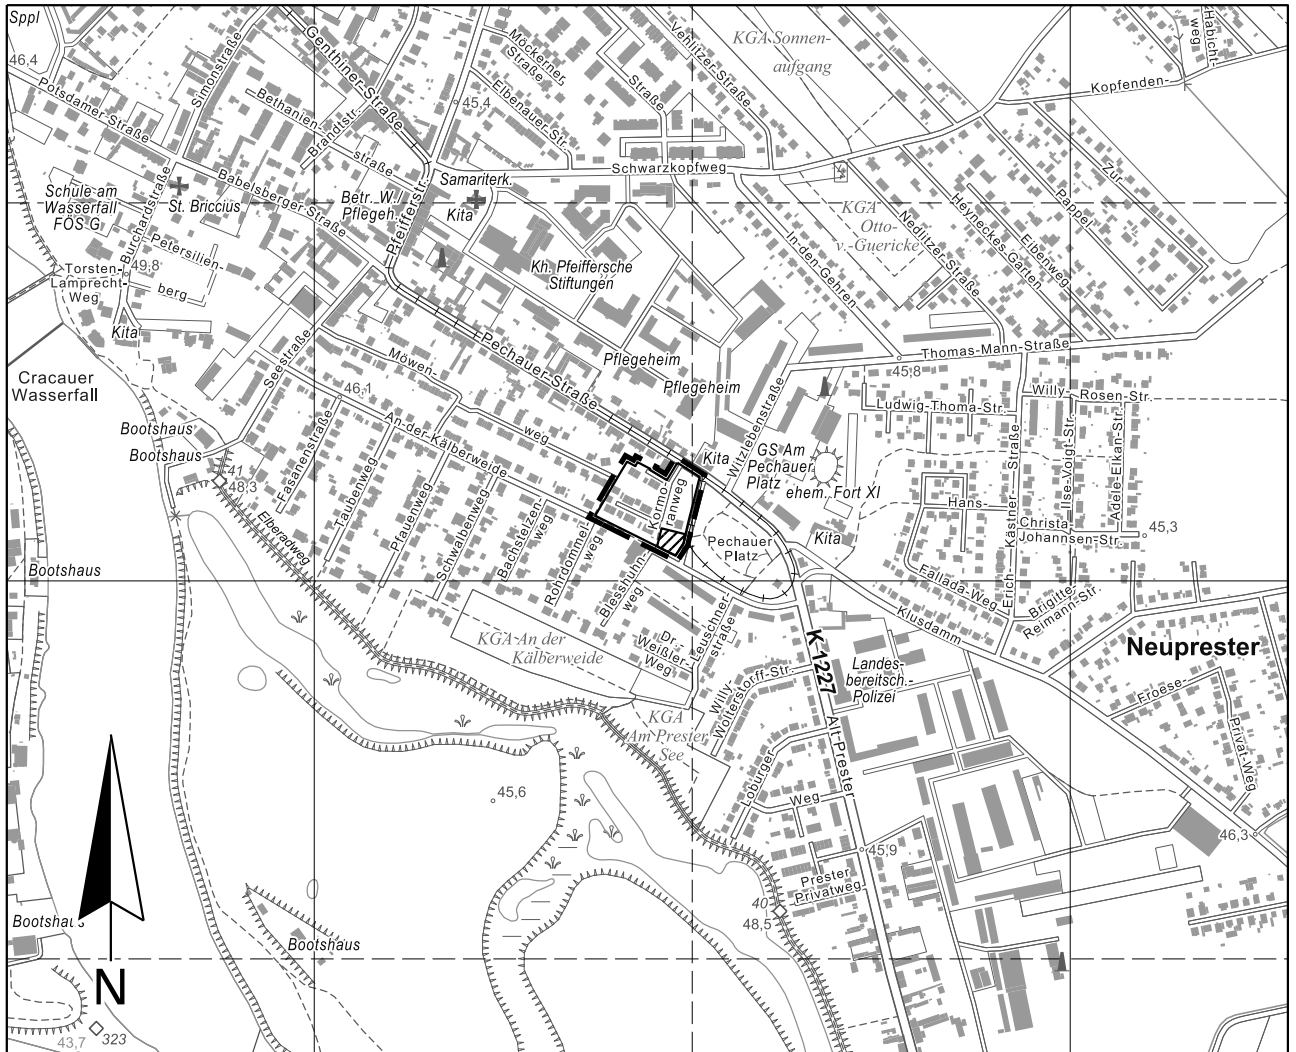 Sppl
46,4
Potsdamer-Straße
Simonstraße
Genthiner-Straße
Bethanien-
straße
Brandtstr.
45,4
Möckerner
Straße
Elbenauer-Str.
Straße
Vehlitzer-Straße
KGA Sonnen-
aufgang
Habicht-
weg
Kopfenden-
Schwarzkopfweg
Schule am
Wasserfall
FÖS G
Burchardstraße
St. Briccius
Babelsberger-Straße
Betr. W./
Pflegeh.
Pfeifferstr.
Samariterk.
Kita
Kh. Pfeiffersche
Stiftungen
KGA
Otto-
v.-Guericke
In-den-Gehren
Nedlitzer-Straße
Heyneckes-Garten
Eibenweg
Pappel
Zur
Petersilien-
berg
Torsten-
Lamprecht-
Weg
49,8
Kita
Seestraße
Möwen-
weg
Pechauer-Straße
Pflegeheim
Pflegeheim
Thomas-Mann-Straße
45,8
Cracauer
Wasserfall
46,1
An-der-Kälberweide
Ludwig-Thoma-Str.
Willy-
Rosen-Str.
Bootshaus
Bootshaus
41
48,3
Fasanenstraße
Taubenweg
Pfauenweg
Schwalbenweg
Bachstelzen-
weg
Rohrdommel-
weg
Blesshuhn-
weg
Kormo-
ranweg
Kita
Witzlebenstraße
GS Am
Pechauer
Platz
ehem. Fort XI
Kita
Pechauer
Platz
Hans-
Fallada-Weg
Erich-Kästner-Straße
Ilse-Voigt-Str.
Adele-Elkan-Str.
Christa-
Johannsen-Str.
45,3
Brigitte-
Reimann-Str.
Elberadweg
Bootshaus
Klusdamm
KGA-An der
Kälberweide
Dr.-
Weißler-
Weg
Leuschner-
straße
K 1227
Landes-
bereitsch.-
Polizei
Neuprester
Froese-
Privat-Weg
Willy-
Wolterstorff-Str.
KGA
Am Prester
See
Alt-Prester
Loburger
Weg
45,6
46,3
45,9
Prester
Privatweg
40
48,5
Bootshaus
Bootshaus
N
43,7
323